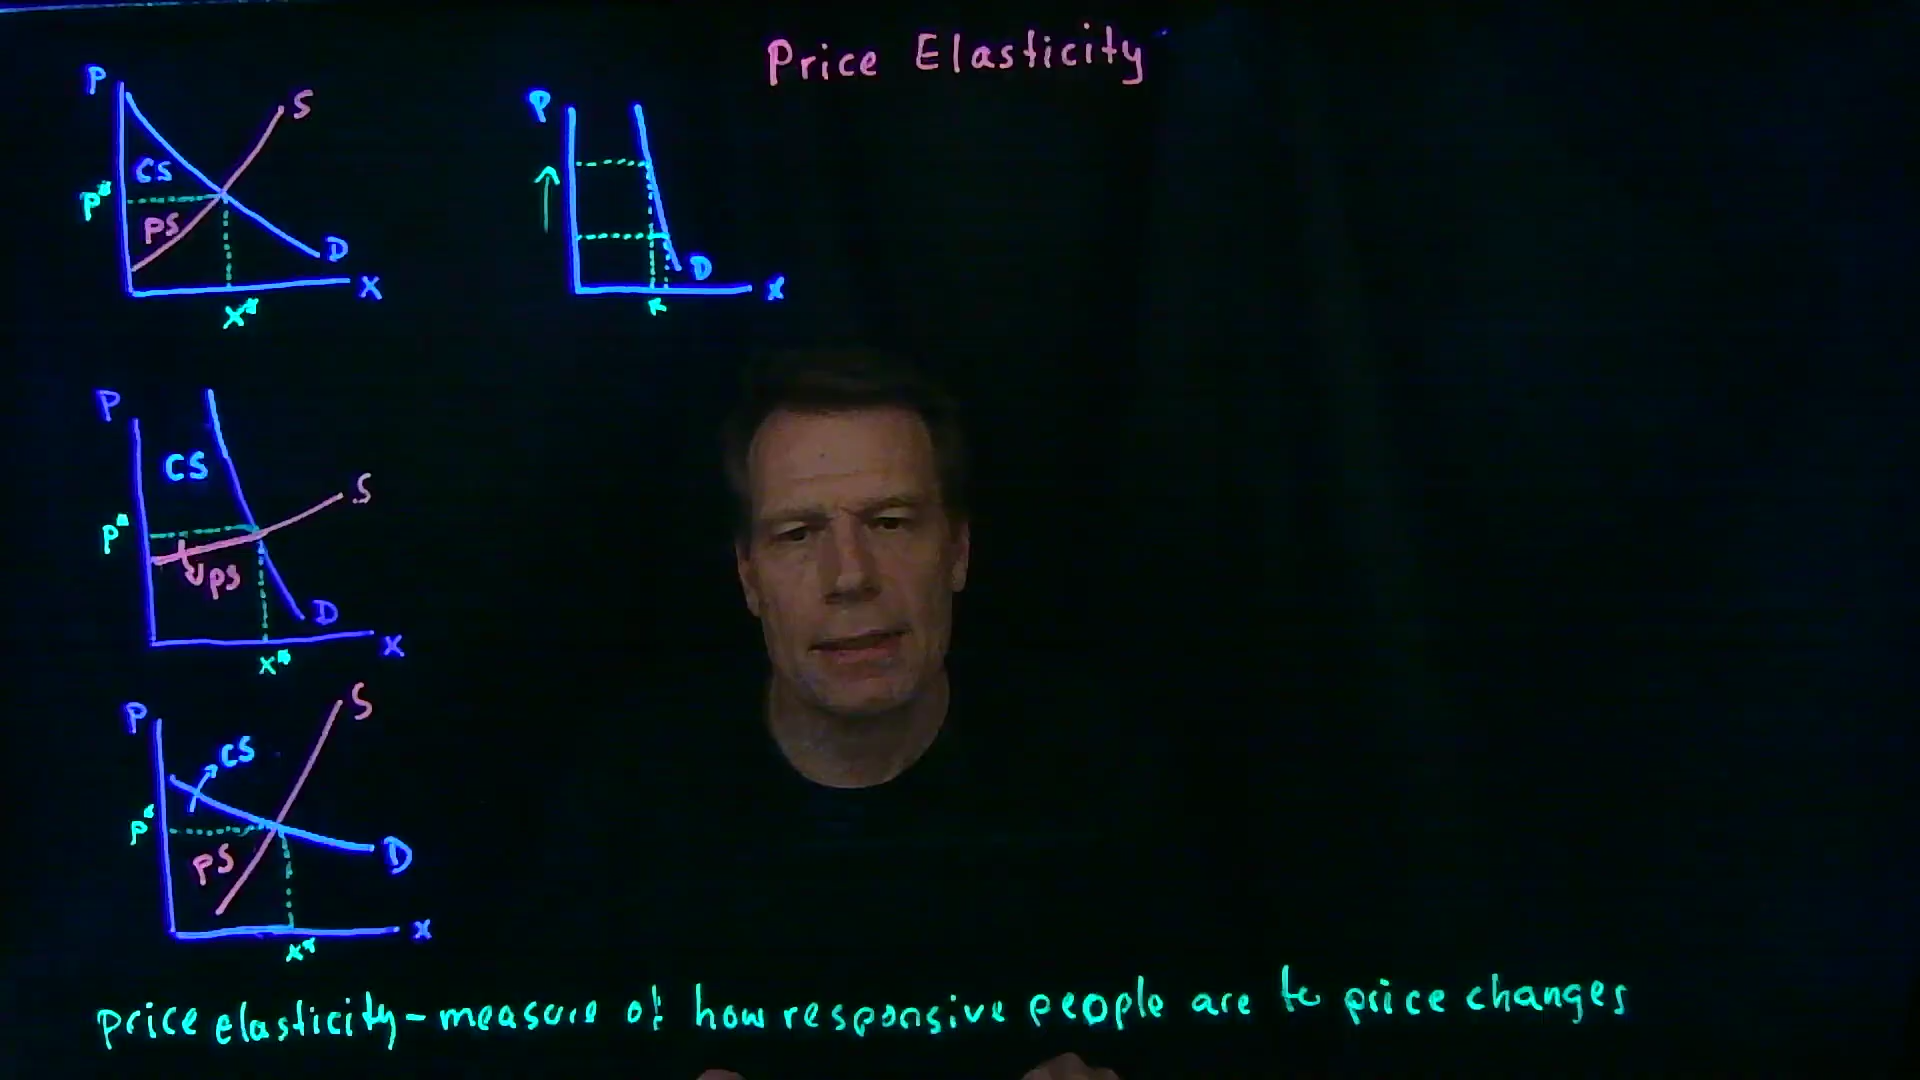 Price Elasticity
P
S
CS
P*
PS
D
X
X*
P
D
X
P
CS
S
P*
PS
D
X
X*
P
S
CS
P*
PS
D
X
X*
price elasticity - measure of how responsive people are to price changes